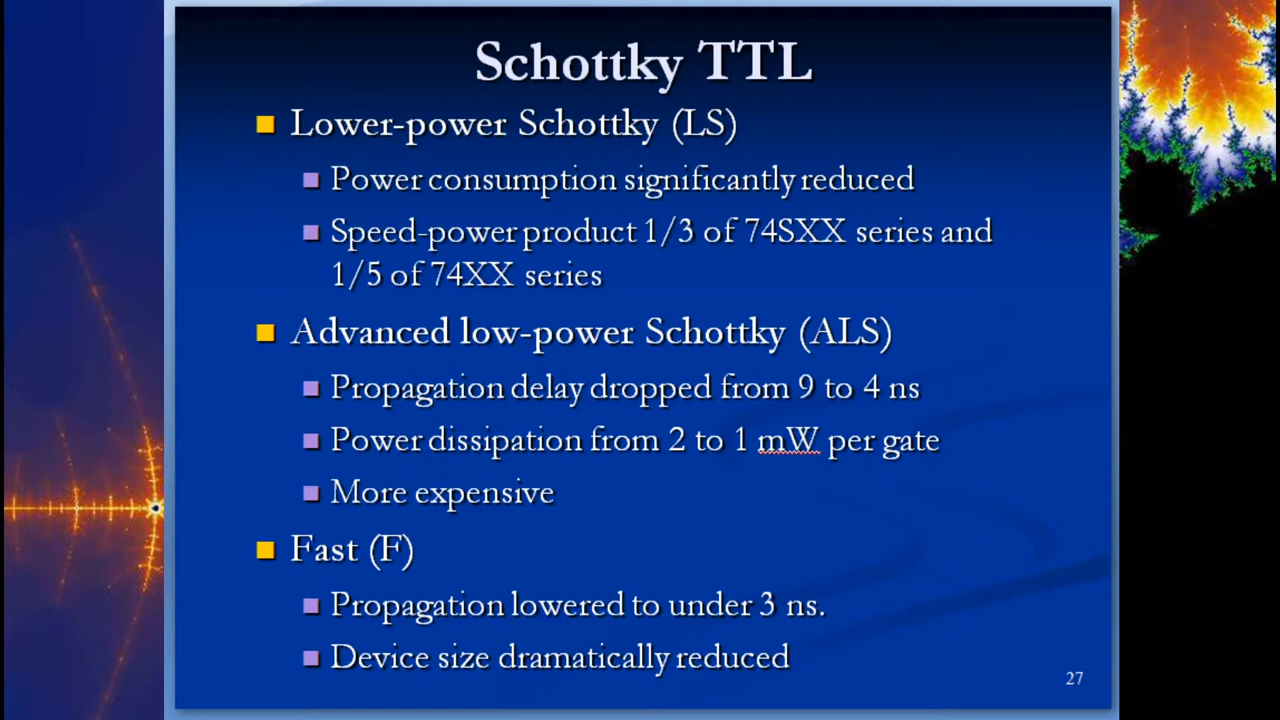 Schottky TTL
Lower-power Schottky (LS)
Power consumption significantly reduced
Speed-power product 1/3 of 74SXX series and
1/5 of 74XX series
Advanced low-power Schottky (ALS)
Propagation delay dropped from 9 to 4 ns
Power dissipation from 2 to 1 mW per gate
More expensive
Fast (F)
Propagation lowered to under 3 ns.
Device size dramatically reduced
27